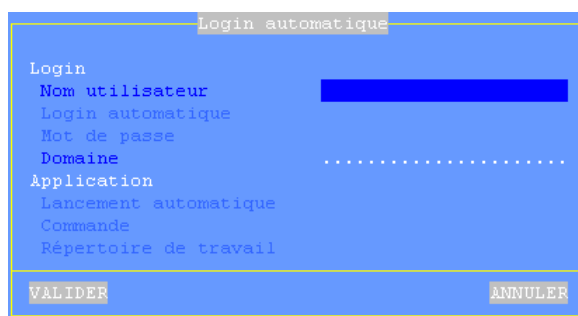 Login automatique
Login
Nom utilisateur
Login automatique
Mot de passe
Domaine ......................
Application
Lancement automatique
Commande
Répertoire de travail
VALIDER ANNULER